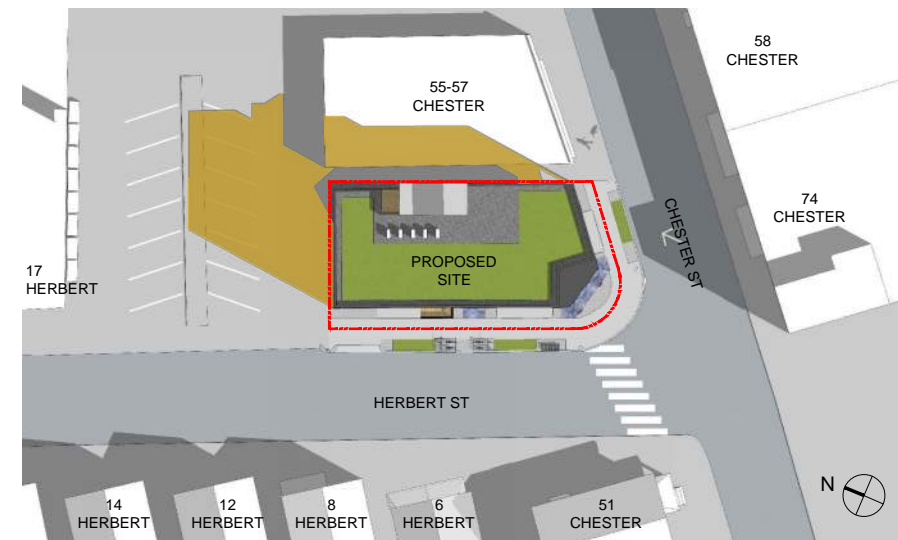 58
CHESTER
55-57
CHESTER
74
CHESTER
CHESTER ST
PROPOSED
SITE
17
HERBERT
HERBERT ST
N
14
HERBERT
12
HERBERT
8
HERBERT
6
HERBERT
51
CHESTER